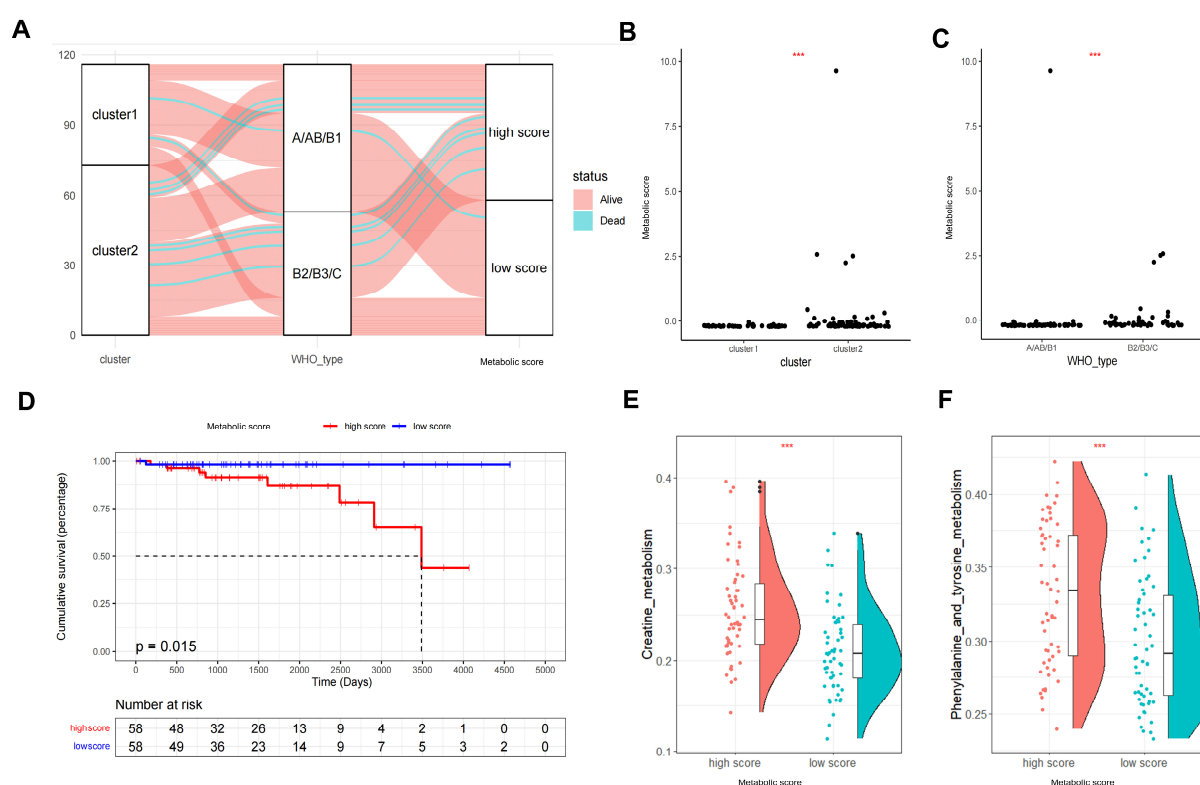 A
120
90
60
30
0
cluster1
cluster2
A/AB/B1
B2/B3/C
high score
low score
cluster
WHO_type
Metabolic score
status
Alive
Dead
B
***
Metabolic score
10.0
7.5
5.0
2.5
0.0
cluster1
cluster2
cluster
C
***
Metabolic score
10.0
7.5
5.0
2.5
0.0
A/AB/B1
B2/B3/C
WHO_type
D
Metabolic score
high score
low score
Cumulative survival (percentage)
1.00
0.75
0.50
0.25
0.00
p = 0.015
0 500 1000 1500 2000 2500 3000 3500 4000 4500 5000
Time (Days)
Number at risk
high score 58 48 32 26 13 9 4 2 1 0 0
low score 58 49 36 23 14 9 7 5 3 2 0
E
***
Creatine_metabolism
0.4
0.3
0.2
0.1
high score
low score
Metabolic score
F
***
Phenylalanine_and_tyrosine_metabolism
0.40
0.35
0.30
0.25
high score
low score
Metabolic score